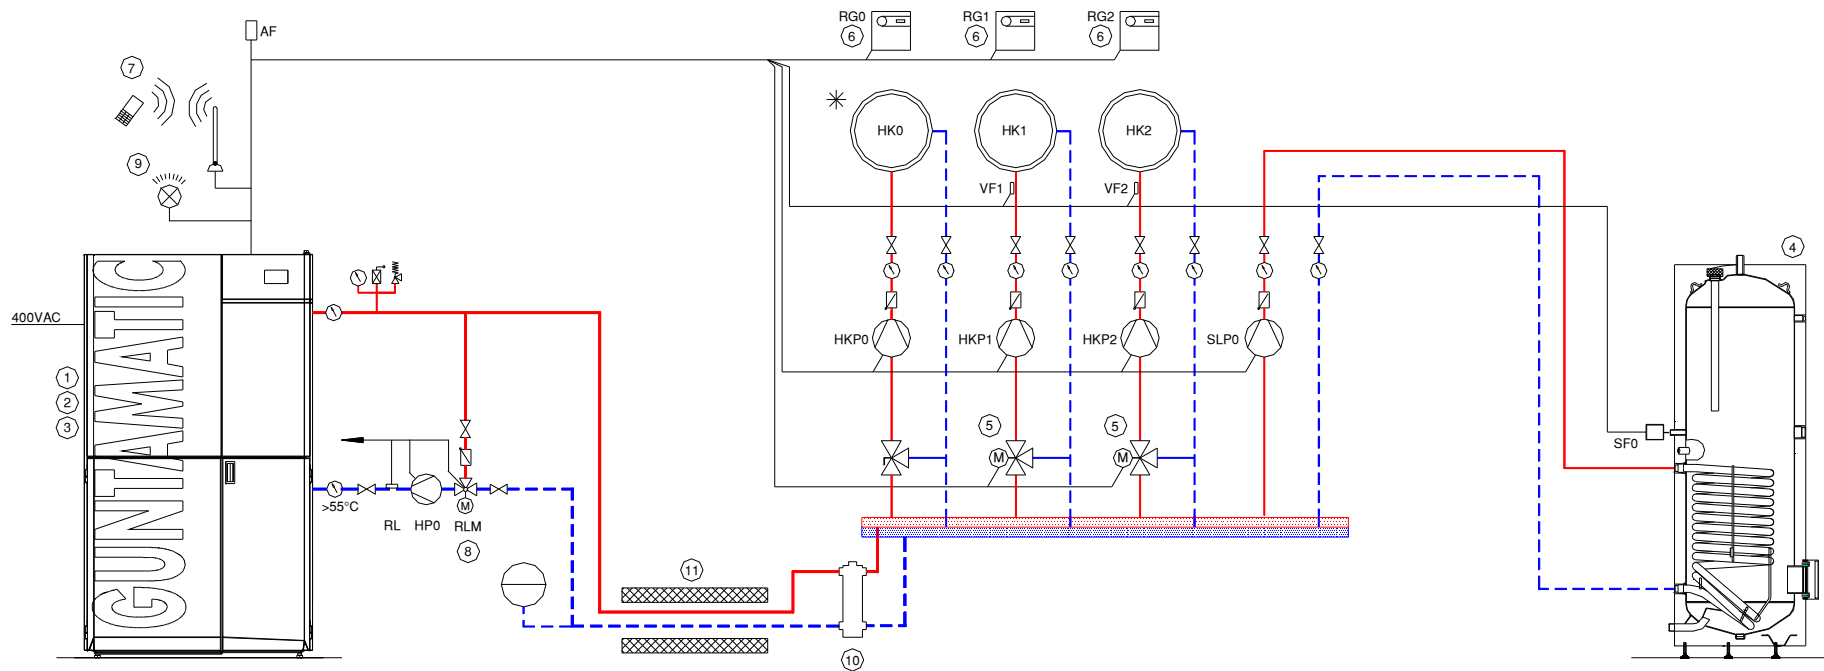 RG0
RG1
RG2
6
6
6
AF
7
9
HK0
HK1
HK2
VF1
VF2
4
400VAC
HKP0
HKP1
HKP2
SLP0
1
2
3
GUNTAMATIC
5
5
SF0
M
M
>55°C
RL
HP0
RLM
M
8
11
10